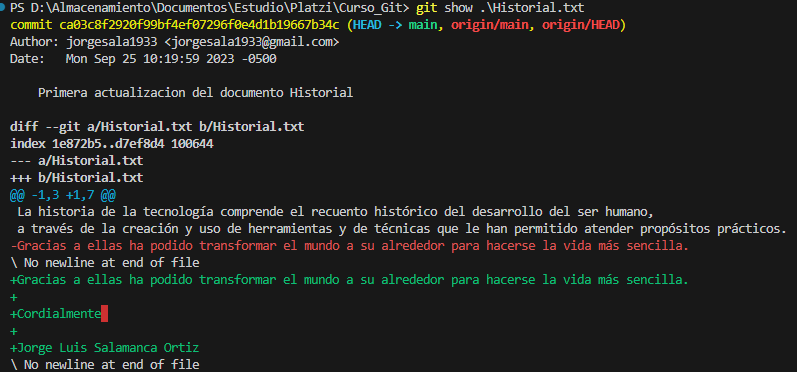 PS D:\Almacenamiento\Documentos\Estudio\Platzi\Curso_Git> git show .\Historial.txt
commit ca03c8f2920f99bf4ef07296f0e4d1b19667b34c (HEAD -> main, origin/main, origin/HEAD)
Author: jorgesala1933 <jorgesala1933@gmail.com>
Date:   Mon Sep 25 10:19:59 2023 -0500

    Primera actualizacion del documento Historial

diff --git a/Historial.txt b/Historial.txt
index 1e872b5..d7ef8d4 100644
--- a/Historial.txt
+++ b/Historial.txt
@@ -1,3 +1,7 @@
 La historia de la tecnología comprende el recuento histórico del desarrollo del ser humano,
 a través de la creación y uso de herramientas y de técnicas que le han permitido atender propósitos prácticos.
-Gracias a ellas ha podido transformar el mundo a su alrededor para hacerse la vida más sencilla.
\ No newline at end of file
+Gracias a ellas ha podido transformar el mundo a su alrededor para hacerse la vida más sencilla.
+
+Cordialmente
+
+Jorge Luis Salamanca Ortiz
\ No newline at end of file